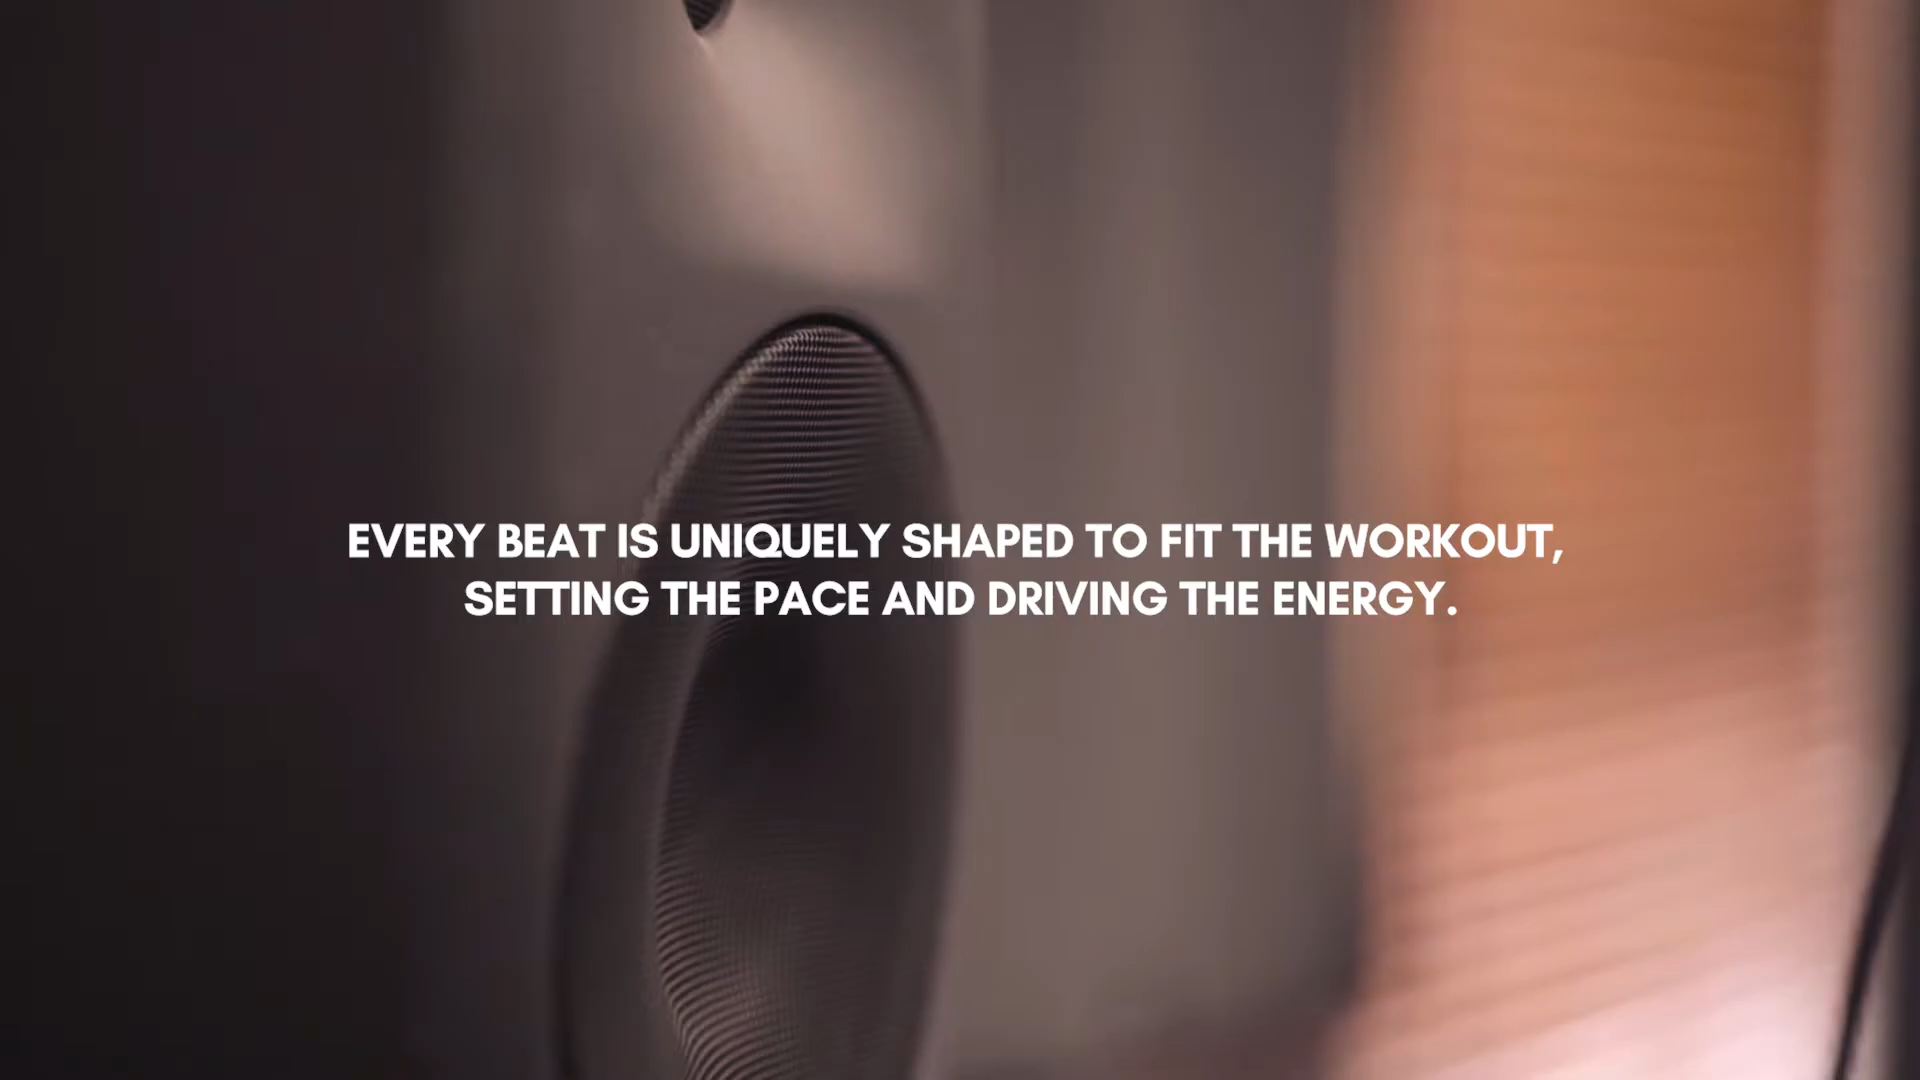 EVERY BEAT IS UNIQUELY SHAPED TO FIT THE WORKOUT,
SETTING THE PACE AND DRIVING THE ENERGY.